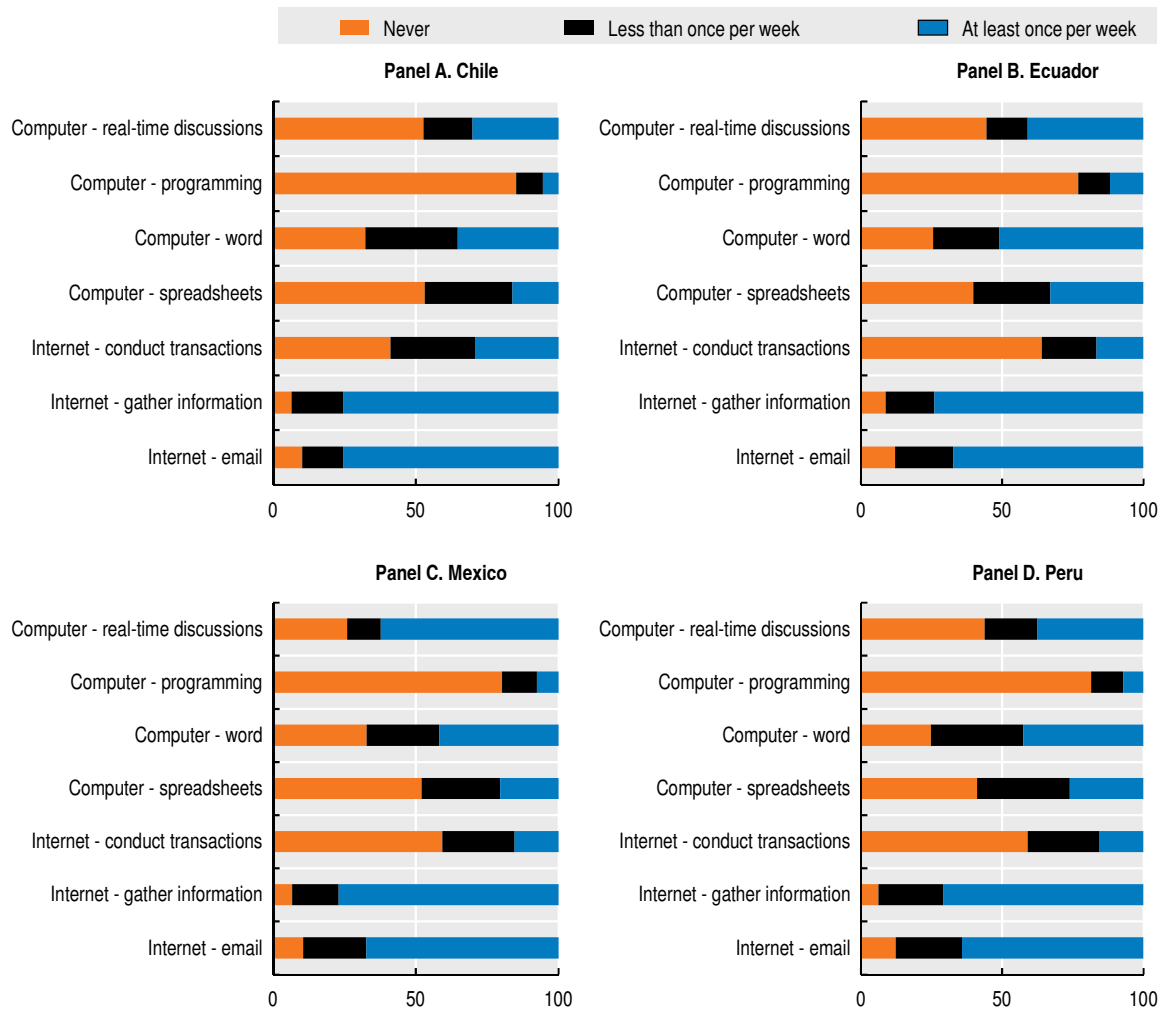 Never Less than once per week At least once per week
Panel A. Chile
Computer - real-time discussions
Computer - programming
Computer - word
Computer - spreadsheets
Internet - conduct transactions
Internet - gather information
Internet - email
0 50 100
Panel B. Ecuador
Computer - real-time discussions
Computer - programming
Computer - word
Computer - spreadsheets
Internet - conduct transactions
Internet - gather information
Internet - email
0 50 100
Panel C. Mexico
Computer - real-time discussions
Computer - programming
Computer - word
Computer - spreadsheets
Internet - conduct transactions
Internet - gather information
Internet - email
0 50 100
Panel D. Peru
Computer - real-time discussions
Computer - programming
Computer - word
Computer - spreadsheets
Internet - conduct transactions
Internet - gather information
Internet - email
0 50 100